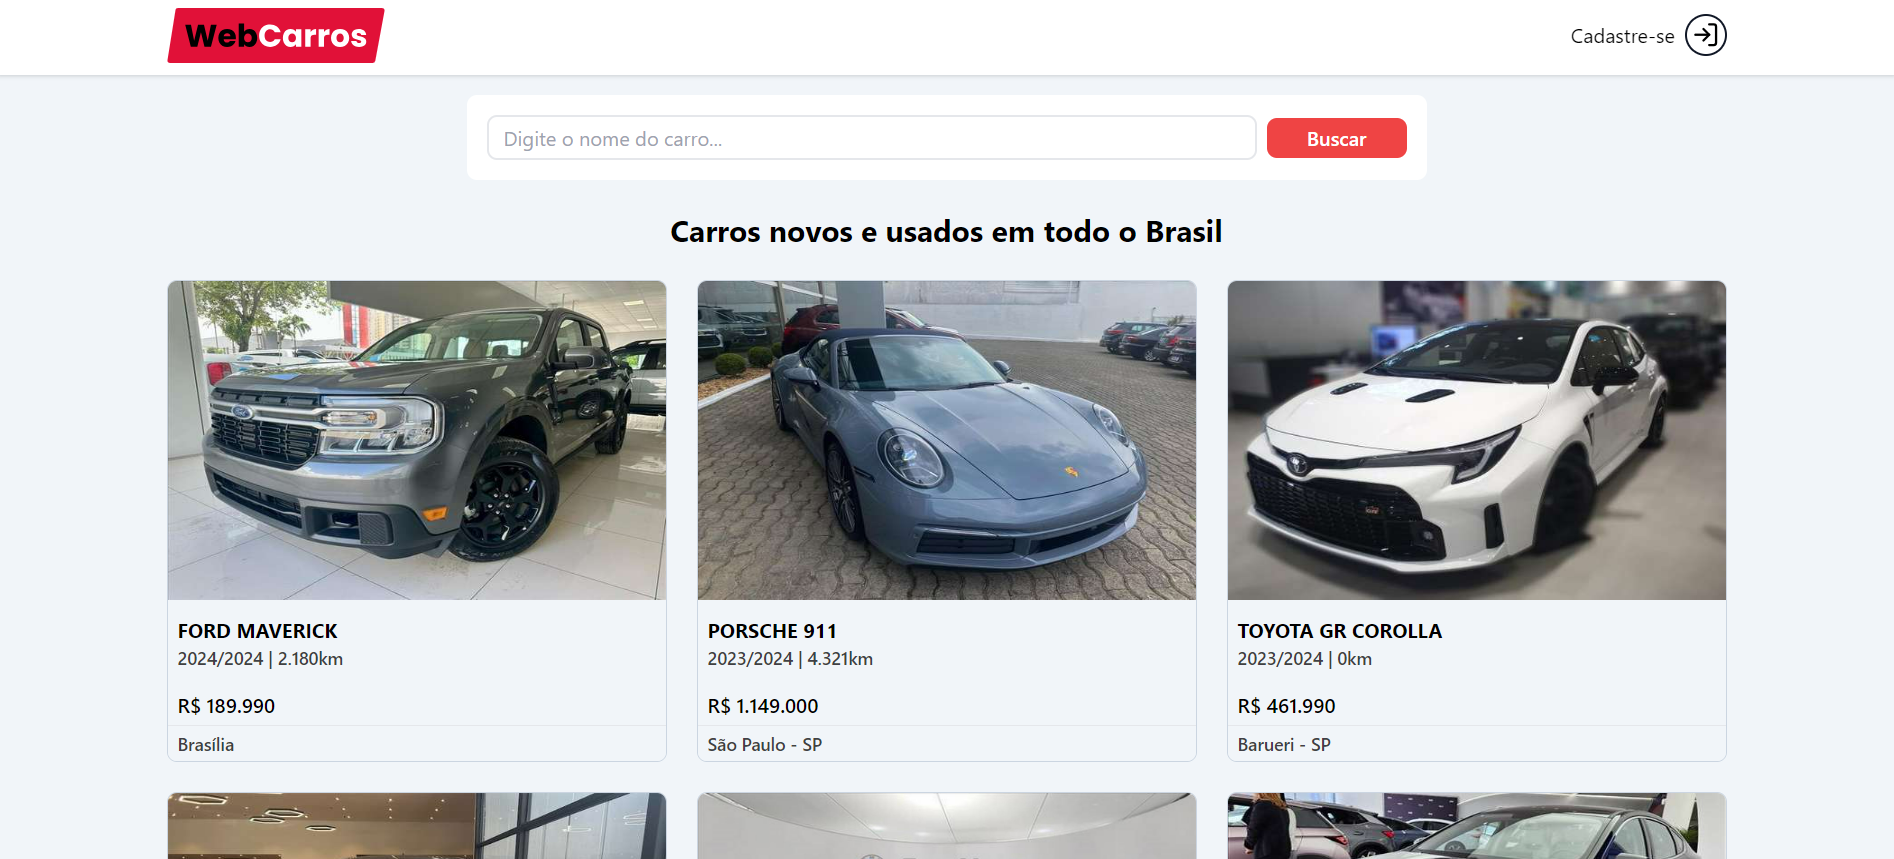 WebCarros
Cadastre-se
Digite o nome do carro...
Buscar
Carros novos e usados em todo o Brasil
FORD MAVERICK
2024/2024 | 2.180km
R$ 189.990
Brasília
PORSCHE 911
2023/2024 | 4.321km
R$ 1.149.000
São Paulo - SP
TOYOTA GR COROLLA
2023/2024 | 0km
R$ 461.990
Barueri - SP